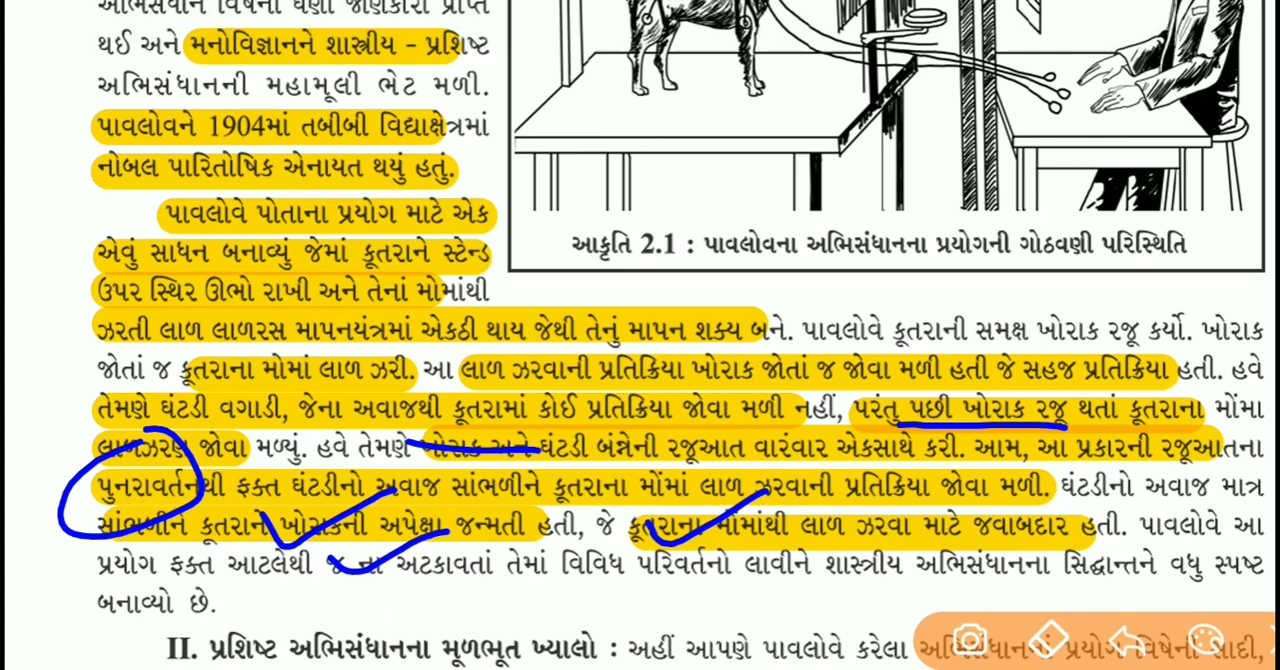 અભિસંધાન વિષેની ઘણી જાણકારી પ્રાપ્ત
થઈ અને મનોવિજ્ઞાનને શાસ્ત્રીય - પ્રશિષ્ટ
અભિસંધાનની મહામૂલી ભેટ મળી.
પાવલોવને 1904માં તબીબી વિદ્યાક્ષેત્રમાં
નોબલ પારિતોષિક એનાયત થયું હતું.
પાવલોવે પોતાના પ્રયોગ માટે એક
એવું સાધન બનાવ્યું જેમાં કૂતરાને સ્ટેન્ડ
ઉપર સ્થિર ઊભો રાખી અને તેનાં મોમાંથી
આકૃતિ 2.1 : પાવલોવના અભિસંધાનના પ્રયોગની ગોઠવણી પરિસ્થિતિ
ઝરતી લાળ લાળરસ માપનયંત્રમાં એકઠી થાય જેથી તેનું માપન શક્ય બને. પાવલોવે કૂતરાની સમક્ષ ખોરાક રજૂ કર્યો. ખોરાક
જોતાં જ કૂતરાના મોમાં લાળ ઝરી. આ લાળ ઝરવાની પ્રતિક્રિયા ખોરાક જોતાં જ જોવા મળી હતી જે સહજ પ્રતિક્રિયા હતી. હવે
તેમણે ઘંટડી વગાડી, જેના અવાજથી કૂતરામાં કોઈ પ્રતિક્રિયા જોવા મળી નહીં, પરંતુ પછી ખોરાક રજૂ થતાં કૂતરાના મોંમા
લાળઝરણ જોવા મળ્યું. હવે તેમણે ખોરાક અને ઘંટડી બંન્નેની રજૂઆત વારંવાર એકસાથે કરી. આમ, આ પ્રકારની રજૂઆતના
પુનરાવર્તનથી ફક્ત ઘંટડીનો અવાજ સાંભળીને કૂતરાના મોંમાં લાળ ઝરવાની પ્રતિક્રિયા જોવા મળી. ઘંટડીનો અવાજ માત્ર
સાંભળીને કૂતરાને ખોરાકની અપેક્ષા જન્મતી હતી, જે કૂતરાના મોંમાંથી લાળ ઝરવા માટે જવાબદાર હતી. પાવલોવે આ
પ્રયોગ ફક્ત આટલેથી જ ના અટકાવતાં તેમાં વિવિધ પરિવર્તનો લાવીને શાસ્ત્રીય અભિસંધાનના સિદ્ધાન્તને વધુ સ્પષ્ટ
બનાવ્યો છે.
II. પ્રશિષ્ટ અભિસંધાનના મૂળભૂત ખ્યાલો : અહીં આપણે પાવલોવે કરેલા અભિસંધાનનાં પ્રયોગ વિષેની સાદી,